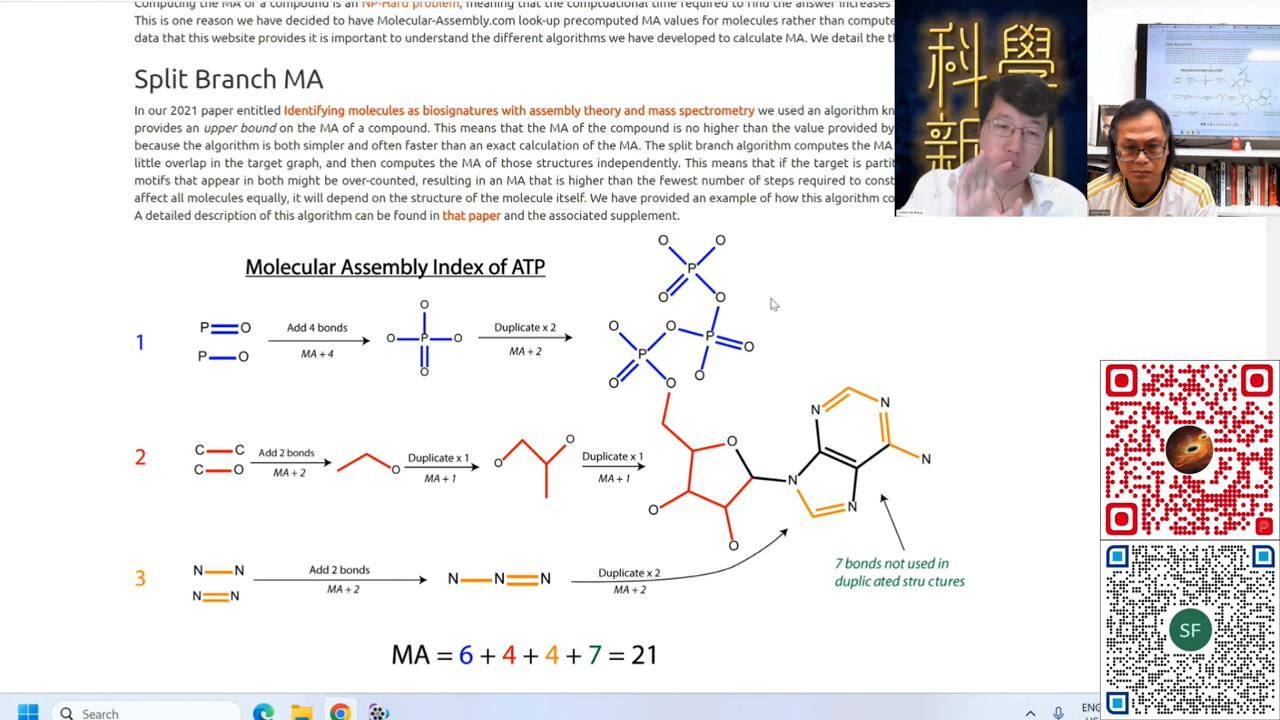 Computing the MA of a compound is an NP-Hard problem, meaning that the computational time required to find the answer increases
This is one reason we have decided to have Molecular-Assembly.com look-up precomputed MA values for molecules rather than compute
data that this website provides it is important to understand the different algorithms we have developed to calculate MA. We detail the t
Split Branch MA
In our 2021 paper entitled Identifying molecules as biosignatures with assembly theory and mass spectrometry we used an algorithm kn
provides an upper bound on the MA of a compound. This means that the MA of the compound is no higher than the value provided by
because the algorithm is both simpler and often faster than an exact calculation of the MA. The split branch algorithm computes the MA
little overlap in the target graph, and then computes the MA of those structures independently. This means that if the target is parti
motifs that appear in both might be over-counted, resulting in an MA that is higher than the fewest number of steps required to const
affect all molecules equally, it will depend on the structure of the molecule itself. We have provided an example of how this algorithm co
A detailed description of this algorithm can be found in that paper and the associated supplement.
科學
新
Molecular Assembly Index of ATP
1
P O
P O
Add 4 bonds
MA + 4
O
O P O
O
Duplicate x 2
MA + 2
O O
P
O O
O O P O
P
O O O
2
C C
C O
Add 2 bonds
MA + 2
O
Duplicate x 1
MA + 1
O O
Duplicate x 1
MA + 1
O
O
O
N N
N
N N
3
N N
N N
Add 2 bonds
MA + 2
N N N
Duplicate x 2
MA + 2
7 bonds not used in
duplic ated stru ctures
MA = 6 + 4 + 4 + 7 = 21
SF
Search
ENG